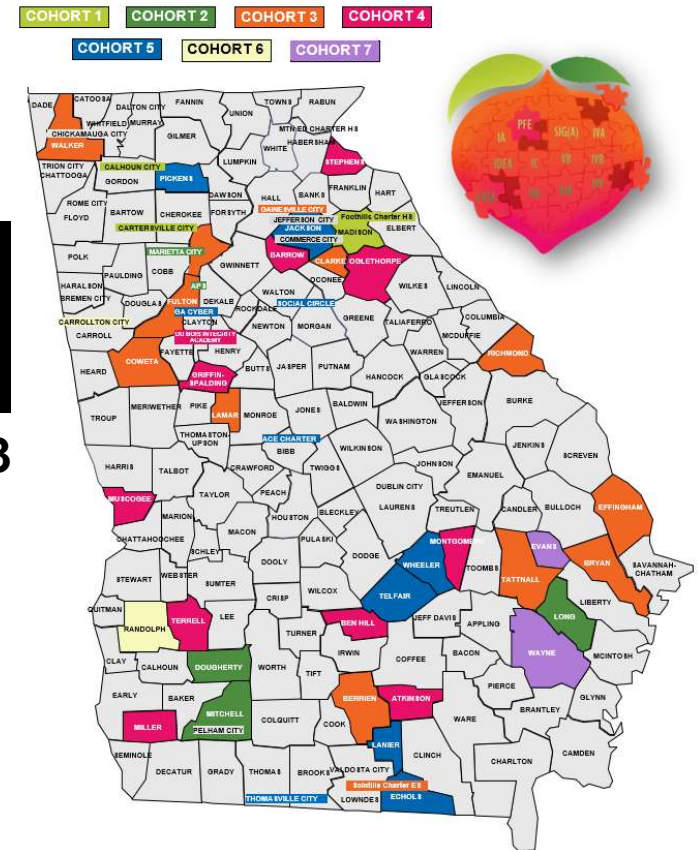 COHORT 1 COHORT 2 COHORT 3 COHORT 4
COHORT 5 COHORT 6 COHORT 7
PFE
IA SIG(A) IVA
IDEA IC VB IVB
DADE CATOOSA DALTON CITY FANNIN TOWNS RABUN
WHITFIELD MURRAY UNION
CHICKAMAUGA CITY MTN ED CHARTER HS
WALKER GILMER WHITE HABERSHAM
STEPHENS
TRION CITY CALHOUN CITY LUMPKIN
CHATTOOGA GORDON PICKENS BANKS FRANKLIN HART
DAWSON HALL
ROME CITY GAINESVILLE CITY
FLOYD BARTOW CHEROKEE FORSYTH JEFFERSON CITY Foothills Charter HS ELBERT
CARTERSVILLE CITY JACKSON MADISON
COMMERCE CITY
POLK MARIETTA CITY BARROW CLARKE OGLETHORPE
PAULDING COBB GWINNETT OCONEE
HARALSON APS WALTON WILKES LINCOLN
BREMEN CITY DOUGLAS FULTON DEKALB ROCKDALE SOCIAL CIRCLE
GA CYBER GREENE TALIAFERRO COLUMBIA
CARROLLTON CITY CLAYTON NEWTON MORGAN MCDUFFIE
CARROLL DUBOIS INTEGRITY ACADEMY
FAYETTE HENRY WARREN RICHMOND
COWETA BUTTS JASPER PUTNAM
HEARD GRIFFIN-SPALDING HANCOCK GLASCOCK
JEFFERSON BURKE
TROUP MERIWETHER PIKE LAMAR MONROE JONES BALDWIN
WASHINGTON
THOMASTON-UPSON ACE CHARTER
BIBB WILKINSON JENKINS SCREVEN
HARRIS TALBOT CRAWFORD TWIGGS JOHNSON
EMANUEL
DUBLIN CITY
MUSCOGEE TAYLOR PEACH LAURENS TREUTLEN CANDLER BULLOCH EFFINGHAM
MARION HOUSTON BLECKLEY
CHATTAHOOCHEE MACON PULASKI MONTGOMERY EVANS
SCHLEY DODGE WHEELER TOOMBS BRYAN SAVANNAH-CHATHAM
STEWART WEBSTER SUMTER DOOLY TATTNALL
WILCOX TELFAIR LIBERTY
QUITMAN CRISP LONG
RANDOLPH TERRELL LEE BEN HILL JEFF DAVIS APPLING
TURNER
CLAY CALHOUN DOUGHERTY WORTH IRWIN COFFEE BACON WAYNE MCINTOSH
TIFT
EARLY BAKER PIERCE
MITCHELL BERRIEN ATKINSON BRANTLEY GLYNN
MILLER PELHAM CITY COLQUITT COOK WARE
LANIER
SEMINOLE CLINCH CHARLTON CAMDEN
DECATUR GRADY THOMAS BROOKS VALDOSTA CITY
Scintilla Charter ES
THOMASVILLE CITY LOWNDES ECHOLS